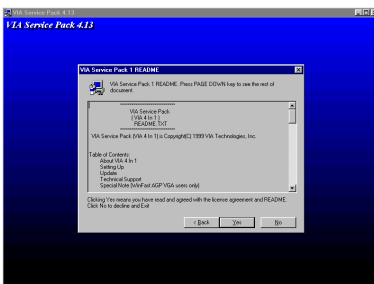 VIA Service Pack 4.13
VIA Service Pack 4.13
VIA Service Pack 1 README
VIA Service Pack 1 README. Press PAGE DOWN key to see the rest of
document.
VIA Service Pack
( VIA 4 In 1 )
README.TXT
VIA Service Pack (VIA 4 In 1) is Copyright(C) 1999 VIA Technologies, Inc.
Table of Contents:
About VIA 4 In 1
Setting Up
Update
Technical Support
Special Note (WinFast AGP VGA users only)
Clicking Yes means you have read and agreed with the licence agreement and README.
Click No to decline and Exit
< Back
Yes
No